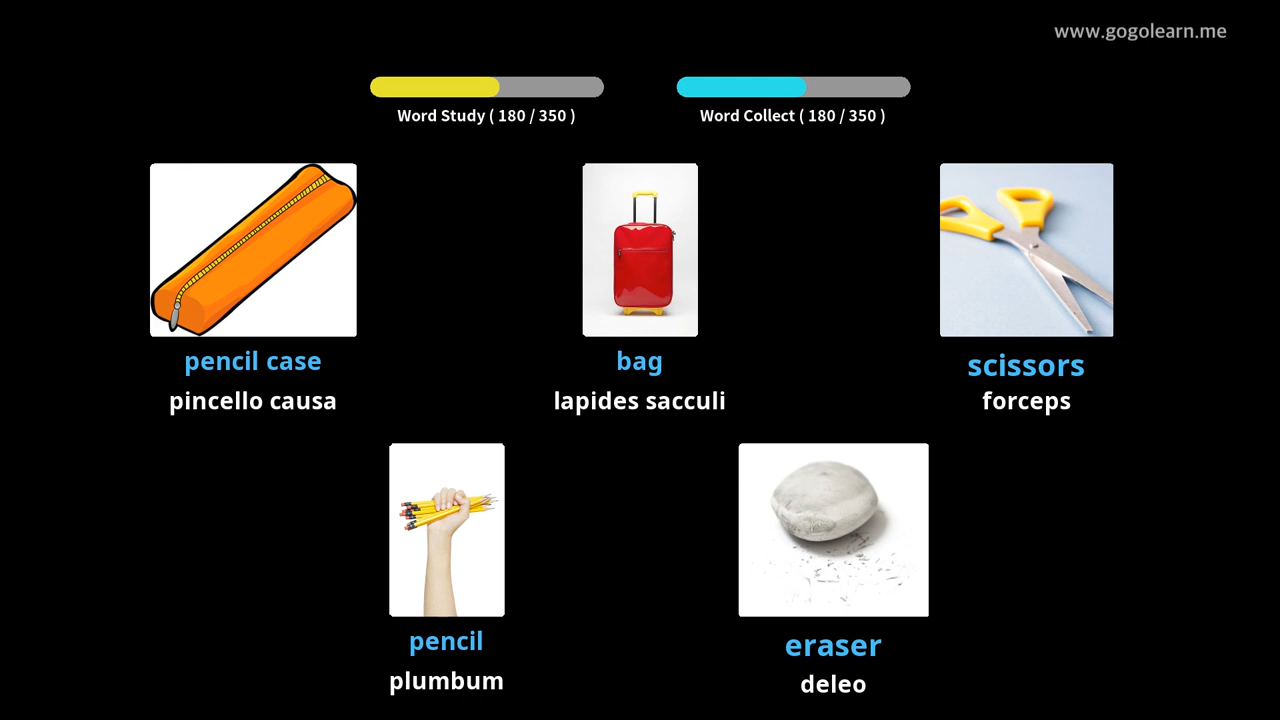 www.gogolearn.me
Word Study ( 180 / 350 )
Word Collect ( 180 / 350 )
pencil case
pincello causa
bag
lapides sacculi
scissors
forceps
pencil
plumbum
eraser
deleo